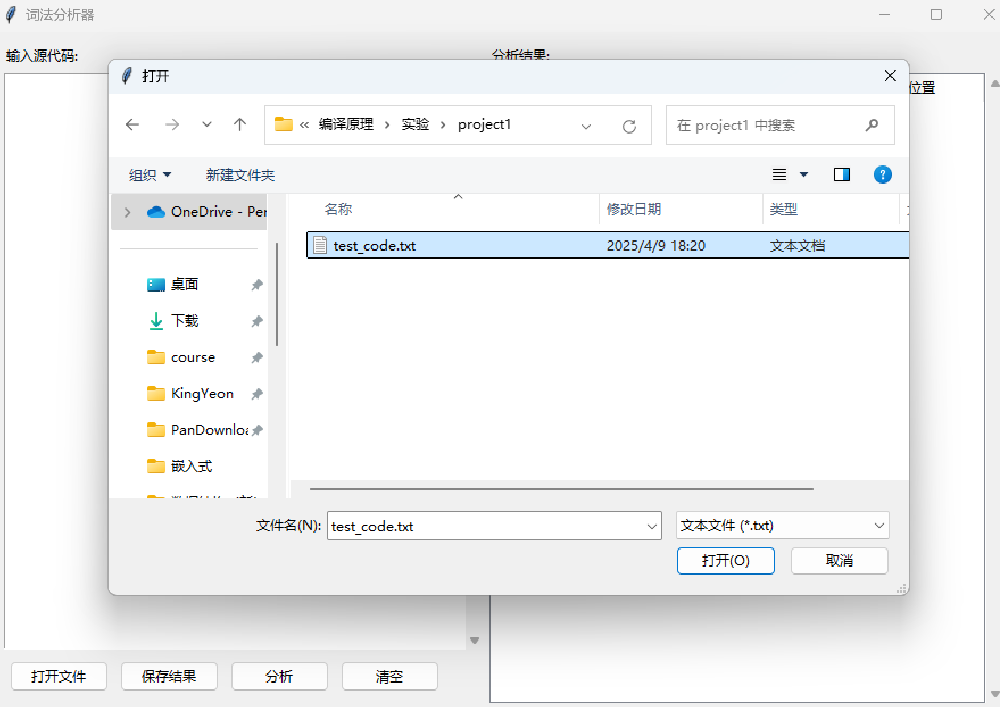 词法分析器
输入源代码:
分析结果:
打开
位置
« 编译原理 › 实验 › project1
在 project1 中搜索
组织
新建文件夹
OneDrive - Per
名称
修改日期
类型
test_code.txt
2025/4/9 18:20
文本文档
桌面
下载
course
KingYeon
PanDownloa
嵌入式
文件名(N):
test_code.txt
文本文件 (*.txt)
打开(O)
取消
打开文件
保存结果
分析
清空